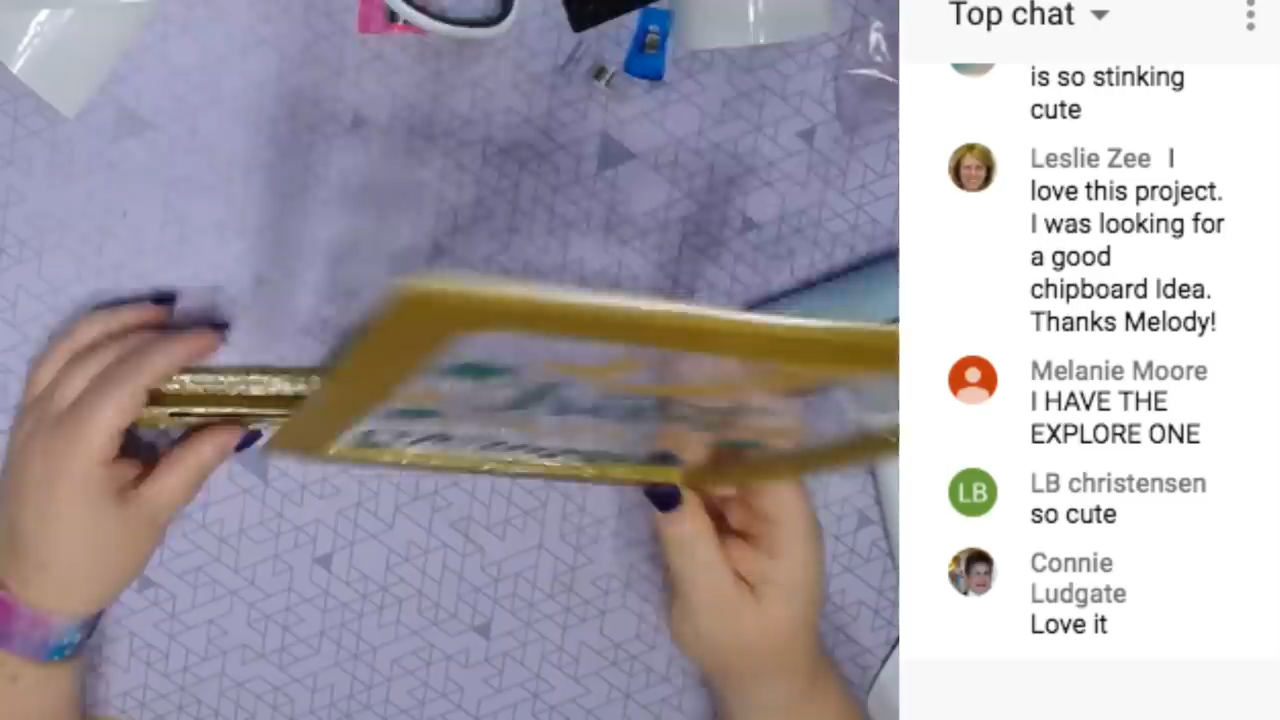 Top chat
is so stinking
cute
Leslie Zee I
love this project.
I was looking for
a good
chipboard Idea.
Thanks Melody!
Melanie Moore
I HAVE THE
EXPLORE ONE
LB christensen
LB
so cute
Connie
Ludgate
Love it